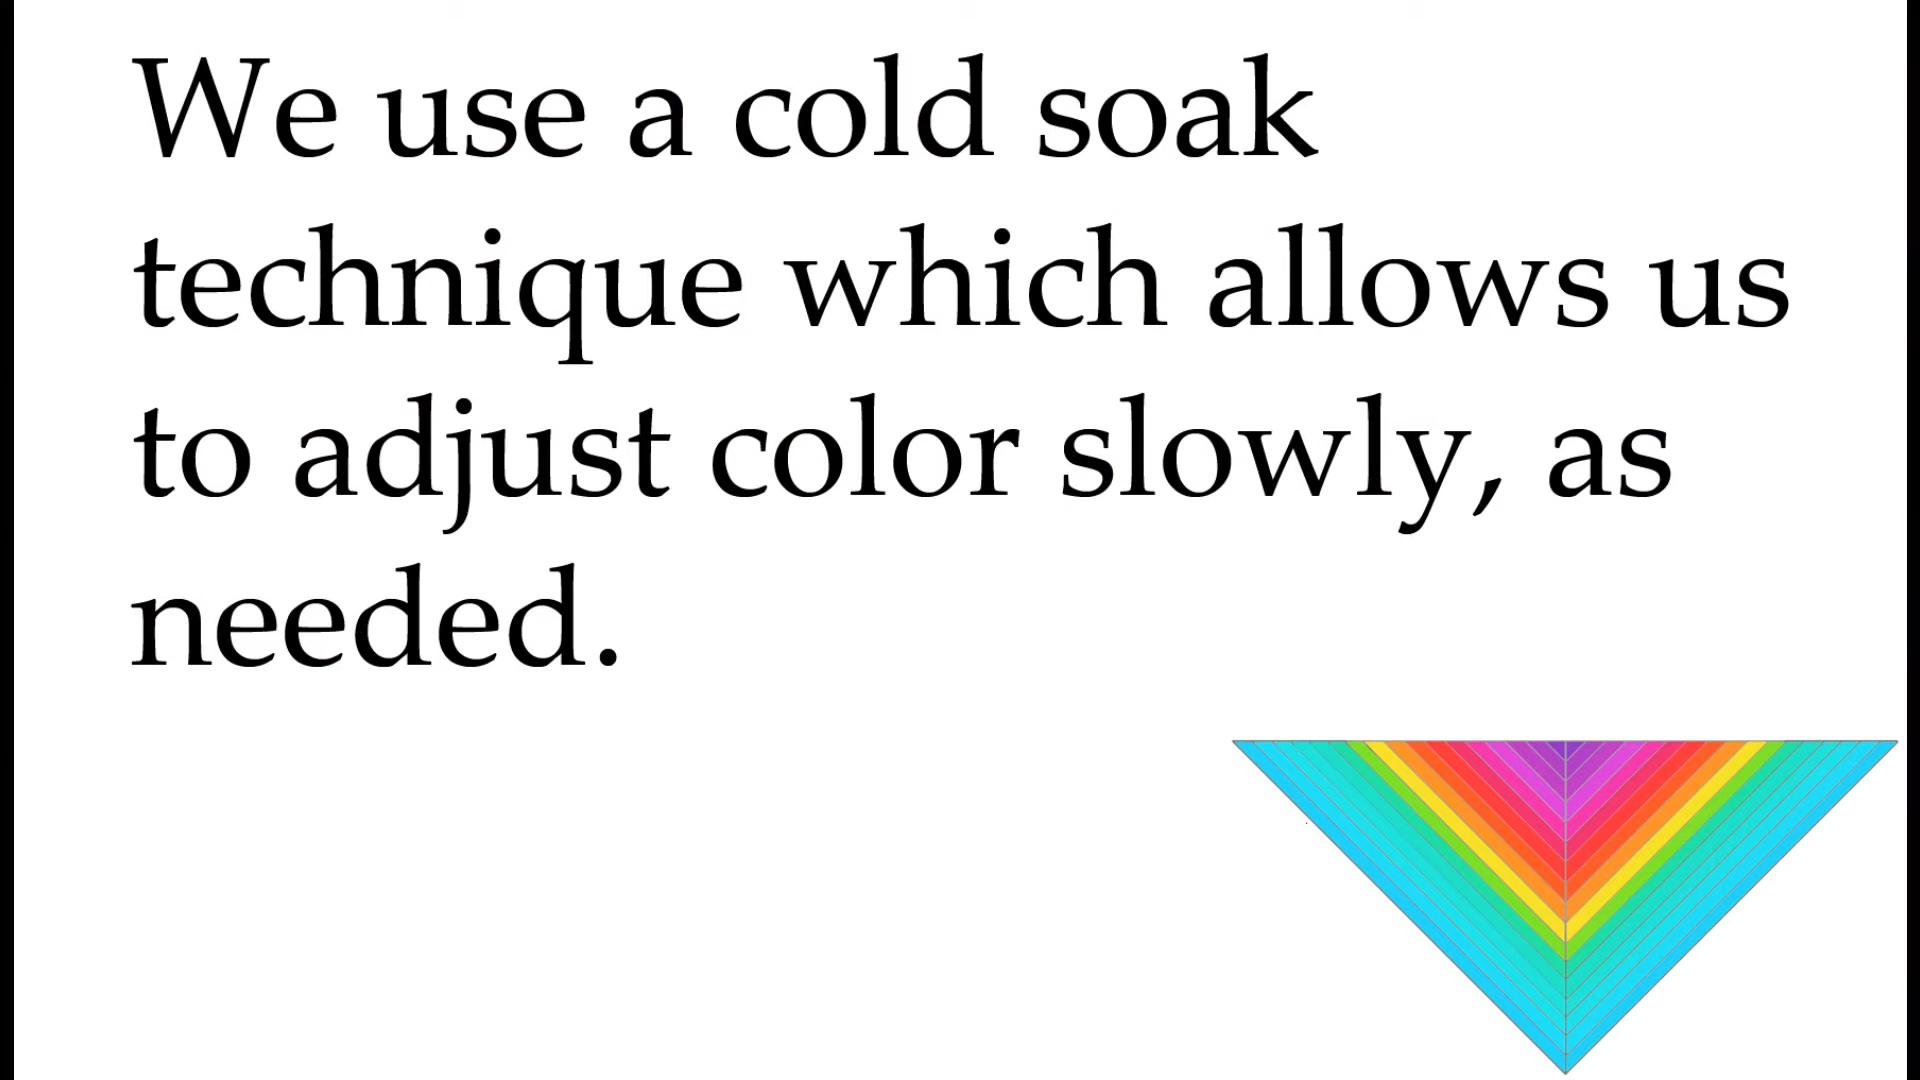 We use a cold soak
technique which allows us
to adjust color slowly, as
needed.